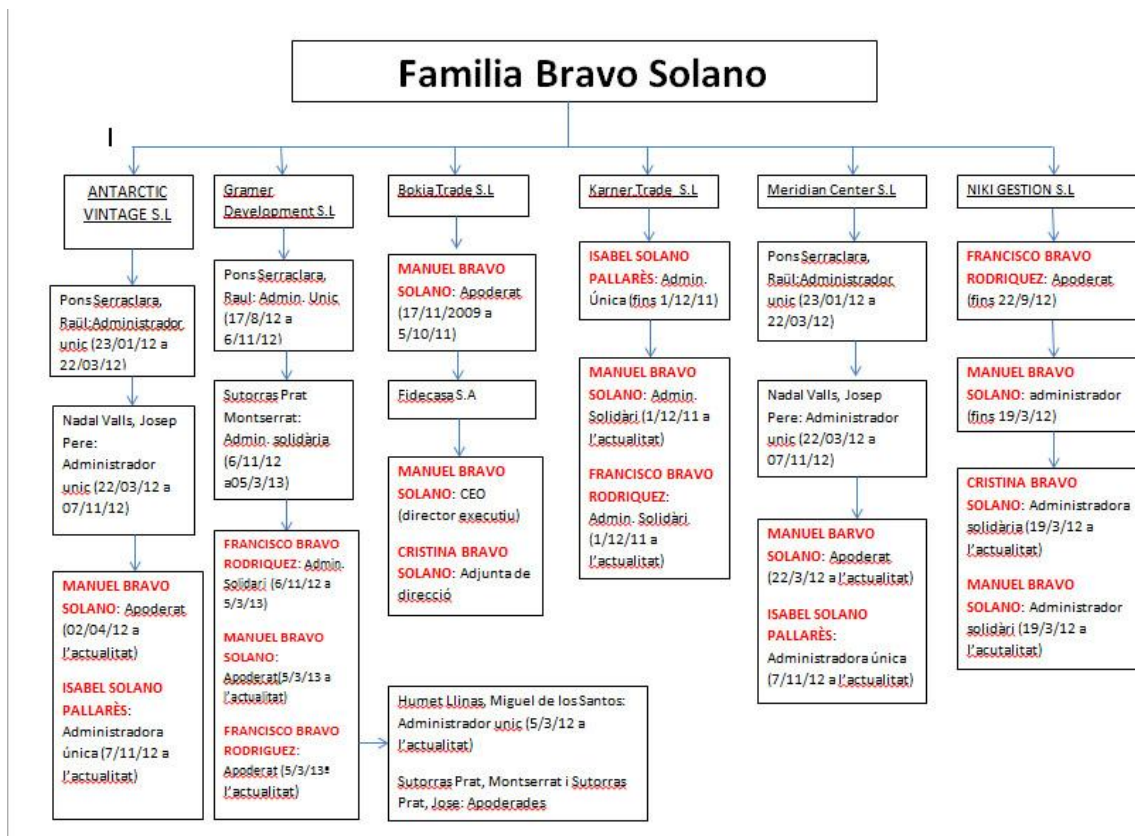 Familia Bravo Solano
ANTARCTIC
VINTAGE S.L
Pons Serraclara,
Raül:Administrador
unic (23/01/12 a
22/03/12)
Nadal Valls, Josep
Pere:
Administrador
unic (22/03/12 a
07/11/12)
MANUEL BRAVO
SOLANO: Apoderat
(02/04/12 a
l'actualitat)
ISABEL SOLANO
PALLARÈS:
Administradora
única (7/11/12 a
l'actualitat)
Gramer
Development S.L
Pons Serraclara,
Raul: Admin. Unic
(17/8/12 a
6/11/12)
Sutorras Prat
Montserrat:
Admin. solidària
(6/11/12
a05/3/13)
FRANCISCO BRAVO
RODRIQUEZ: Admin.
Solidari (6/11/12 a
5/3/13)
MANUEL BRAVO
SOLANO:
Apoderat(5/3/13 a
l'actualitat)
FRANCISCO BRAVO
RODRIGUEZ:
Apoderat (5/3/13ª
l'actualitat)
Humet Llinas, Miguel de los Santos:
Administrador unic (5/3/12 a
l'actualitat)
Sutorras Prat, Montserrat i Sutorras
Prat, Jose: Apoderades
Bokia Trade S.L
MANUEL BRAVO
SOLANO: Apoderat
(17/11/2009 a
5/10/11)
Fidecasa S.A
MANUEL BRAVO
SOLANO: CEO
(director executiu)
CRISTINA BRAVO
SOLANO: Adjunta de
direcció
Karner Trade S.L
ISABEL SOLANO
PALLARÈS: Admin.
Única (fins 1/12/11)
MANUEL BRAVO
SOLANO: Admin.
Solidàri (1/12/11 a
l'actualitat)
FRANCISCO BRAVO
RODRIQUEZ:
Admin. Solidàri
(1/12/11 a
l'actualitat)
Meridian Center S.L
Pons Serraclara,
Raül:Administrador
unic (23/01/12 a
22/03/12)
Nadal Valls, Josep
Pere: Administrador
unic (22/03/12 a
07/11/12)
MANUEL BARVO
SOLANO: Apoderat
(22/3/12 a l'actualitat)
ISABEL SOLANO
PALLARÈS:
Administradora única
(7/11/12 a l'actualitat)
NIKI GESTION S.L
FRANCISCO BRAVO
RODRIQUEZ: Apoderat
(fins 22/9/12)
MANUEL BRAVO
SOLANO: administrador
(fins 19/3/12)
CRISTINA BRAVO
SOLANO: Administradora
solidària (19/3/12 a
l'actualitat)
MANUEL BRAVO
SOLANO: Administrador
solidàri (19/3/12 a
l'acutalitat)